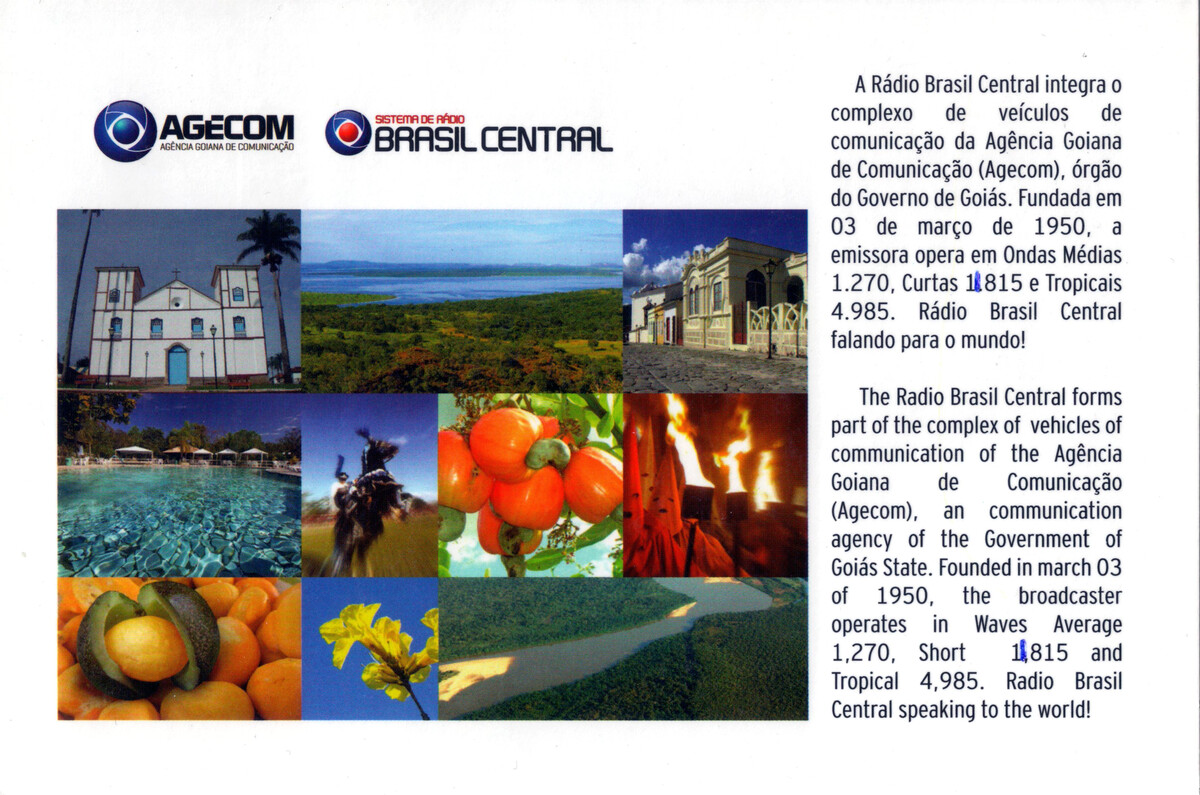 AGECOM
AGÊNCIA GOIANA DE COMUNICAÇÃO
SISTEMA DE RÁDIO
BRASIL CENTRAL
A Rádio Brasil Central integra o
complexo de veículos de
comunicação da Agência Goiana
de Comunicação (Agecom), órgão
do Governo de Goiás. Fundada em
03 de março de 1950, a
emissora opera em Ondas Médias
1.270, Curtas 11.815 e Tropicais
4.985. Rádio Brasil Central
falando para o mundo!
The Radio Brasil Central forms
part of the complex of vehicles of
communication of the Agência
Goiana de Comunicação
(Agecom), an communication
agency of the Government of
Goiás State. Founded in march 03
of 1950, the broadcaster
operates in Waves Average
1,270, Short 11,815 and
Tropical 4,985. Radio Brasil
Central speaking to the world!